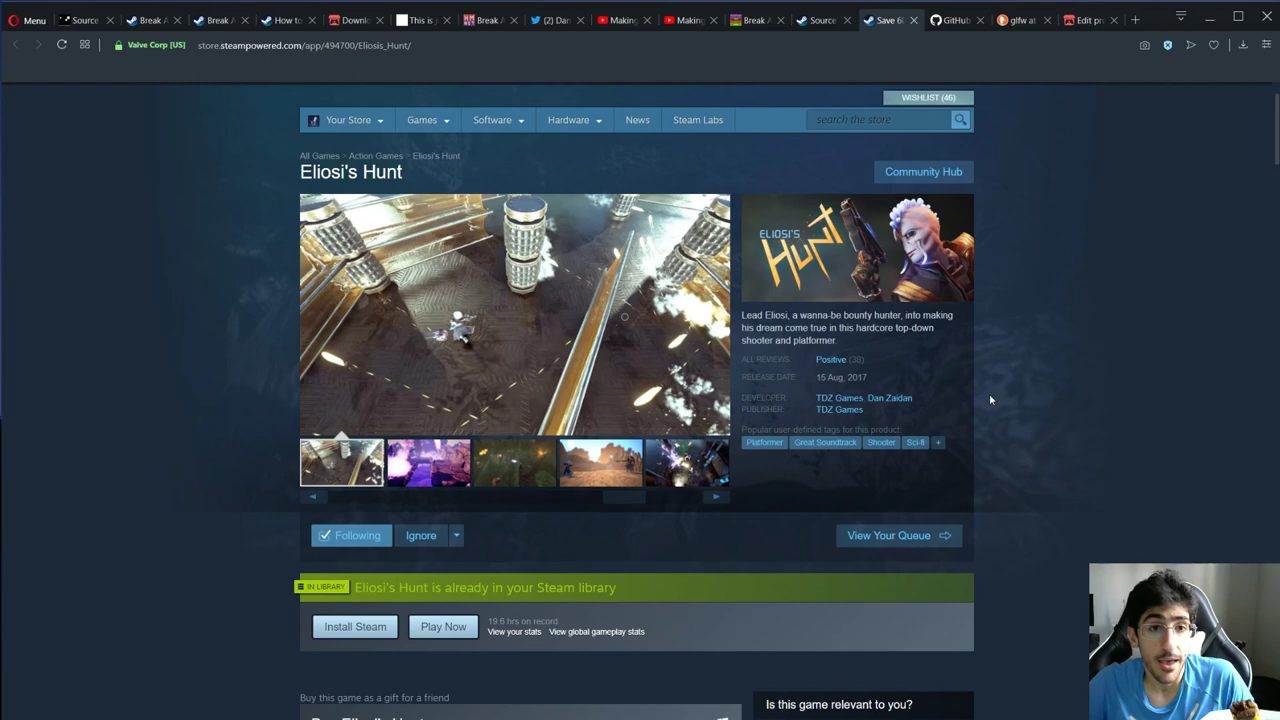 Menu
Source
Break A
Break A
How to
Downlo
This is j
Break A
(2) Dan
Making
Making
Break A
Source
Save 60
GitHub
glfw at
Edit pro
Valve Corp [US]
store.steampowered.com/app/494700/Eliosis_Hunt/
WISHLIST (46)
Your Store
Games
Software
Hardware
News
Steam Labs
search the store
All Games > Action Games > Eliosi's Hunt
Eliosi's Hunt
Community Hub
ELIOSI'S
HUNT
Lead Eliosi, a wanna-be bounty hunter, into making
his dream come true in this hardcore top-down
shooter and platformer.
ALL REVIEWS: Positive (38)
RELEASE DATE: 15 Aug, 2017
DEVELOPER: TDZ Games, Dan Zaidan
PUBLISHER: TDZ Games
Popular user-defined tags for this product:
Platformer Great Soundtrack Shooter Sci-fi +
Following
Ignore
View Your Queue
IN LIBRARY
Eliosi's Hunt is already in your Steam library
Install Steam
Play Now
19.6 hrs on record
View your stats View global gameplay stats
Buy this game as a gift for a friend
Is this game relevant to you?